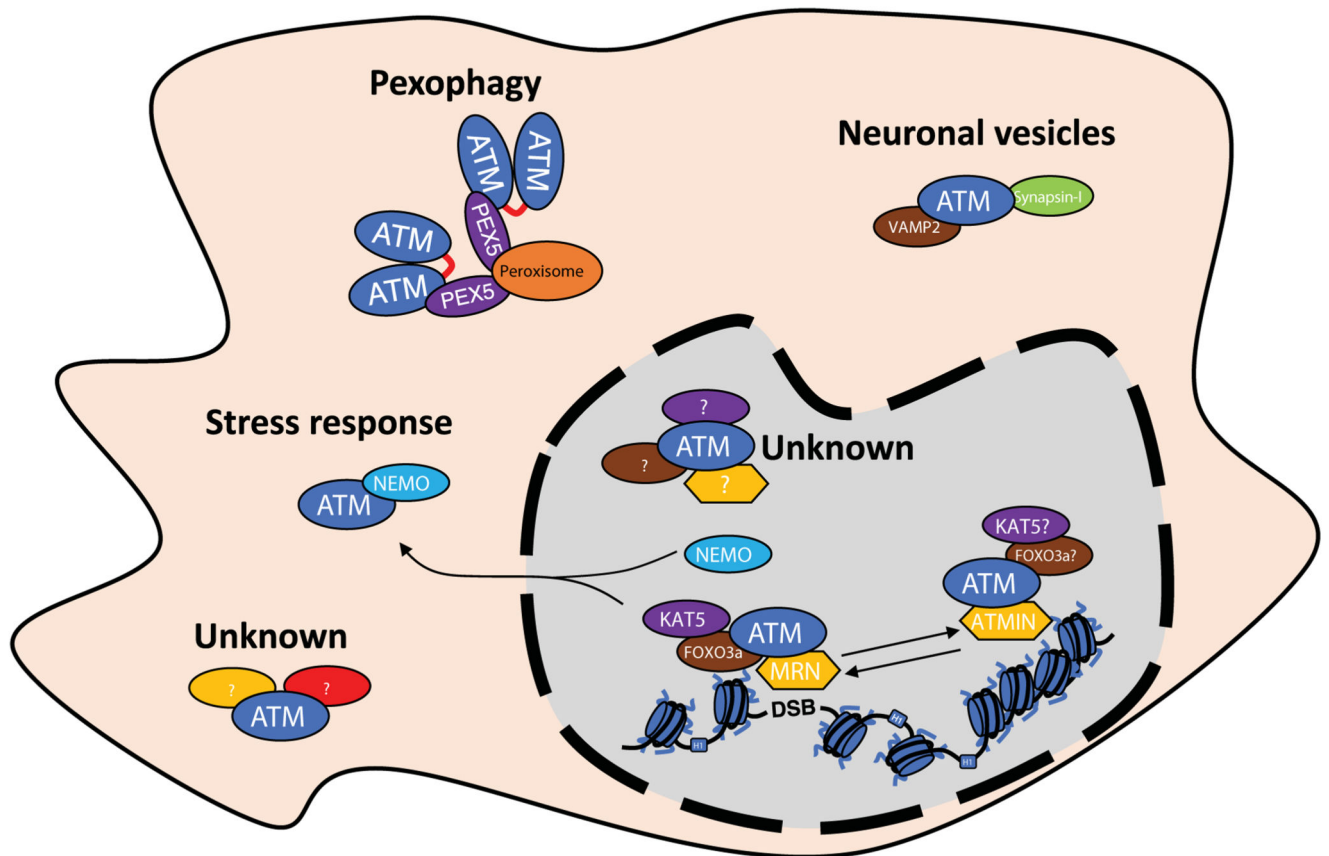 Pexophagy
ATM
ATM
PEX5
ATM
ATM
PEX5
Peroxisome
Neuronal vesicles
ATM
Synapsin-I
VAMP2
Stress response
NEMO
ATM
?
ATM
Unknown
?
?
NEMO
KAT5?
FOXO3a?
ATM
ATMIN
KAT5
ATM
FOXO3a
MRN
DSB
H1
H1
H1
Unknown
?
?
ATM